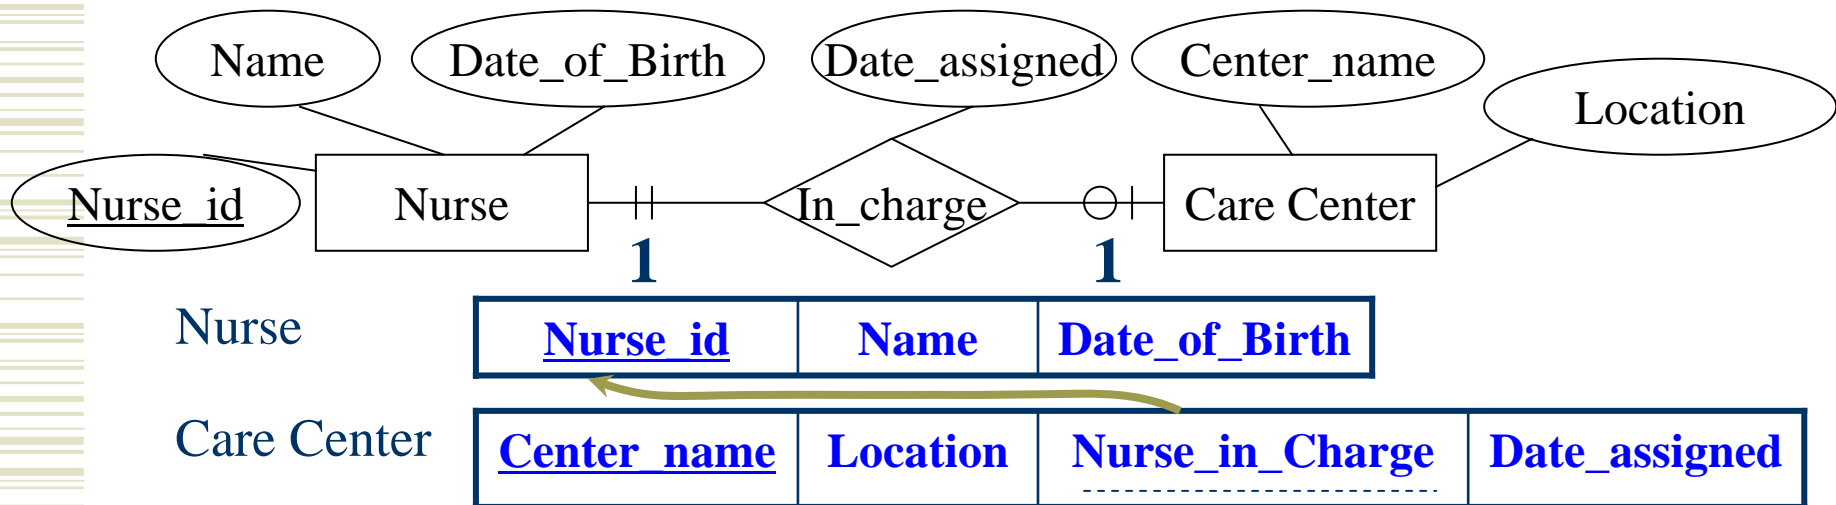 Name Date_of_Birth Date_assigned Center_name
Location
Nurse_id Nurse In_charge Care Center
1 1
Nurse Nurse_id Name Date_of_Birth
Care Center Center_name Location Nurse_in_Charge Date_assigned